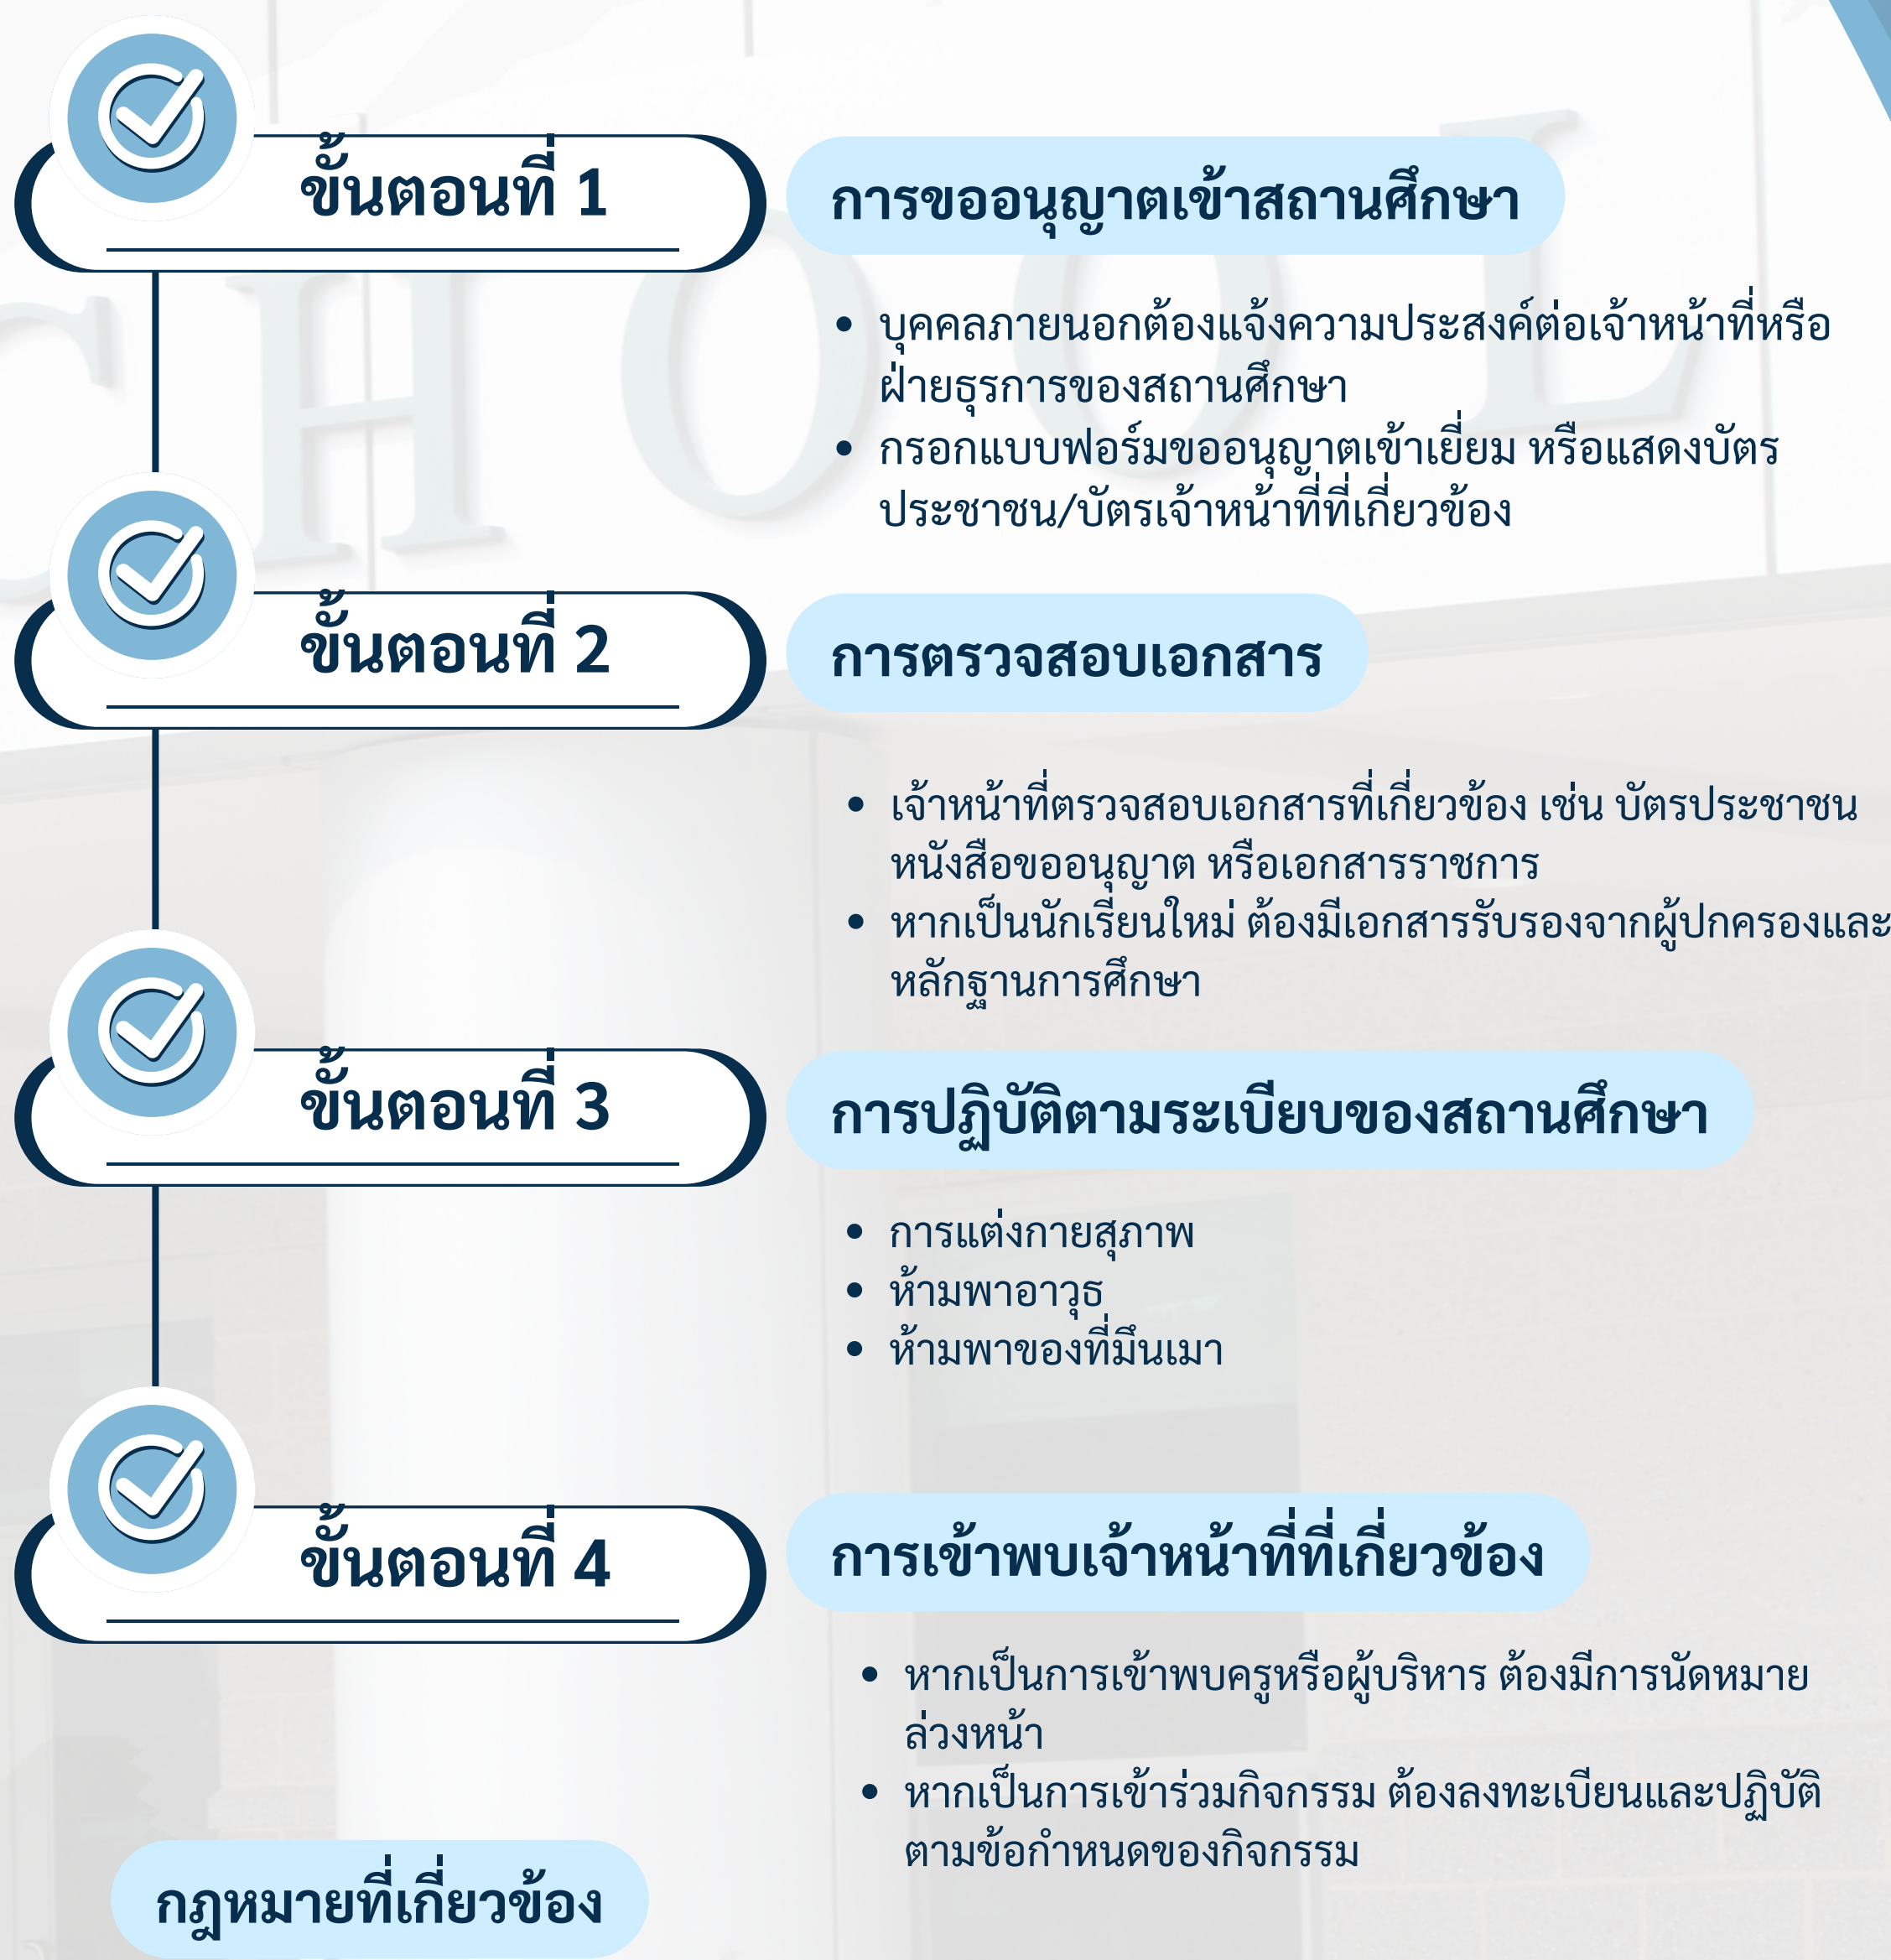 ขั้นตอนที่ 1
การขออนุญาตเข้าสถานศึกษา
• บุคคลภายนอกต้องแจ้งความประสงค์ต่อเจ้าหน้าที่หรือ
ฝ่ายธุรการของสถานศึกษา
• กรอกแบบฟอร์มขออนุญาตเข้าเยี่ยม หรือแสดงบัตร
ประชาชน/บัตรเจ้าหน้าที่ที่เกี่ยวข้อง
ขั้นตอนที่ 2
การตรวจสอบเอกสาร
• เจ้าหน้าที่ตรวจสอบเอกสารที่เกี่ยวข้อง เช่น บัตรประชาชน
หนังสือขออนุญาต หรือเอกสารราชการ
• หากเป็นนักเรียนใหม่ ต้องมีเอกสารรับรองจากผู้ปกครองและ
หลักฐานการศึกษา
ขั้นตอนที่ 3
การปฏิบัติตามระเบียบของสถานศึกษา
• การแต่งกายสุภาพ
• ห้ามพาอาวุธ
• ห้ามพาของที่มึนเมา
ขั้นตอนที่ 4
การเข้าพบเจ้าหน้าที่ที่เกี่ยวข้อง
• หากเป็นการเข้าพบครูหรือผู้บริหาร ต้องมีการนัดหมาย
ล่วงหน้า
• หากเป็นการเข้าร่วมกิจกรรม ต้องลงทะเบียนและปฏิบัติ
ตามข้อกำหนดของกิจกรรม
กฎหมายที่เกี่ยวข้อง
CHOOL